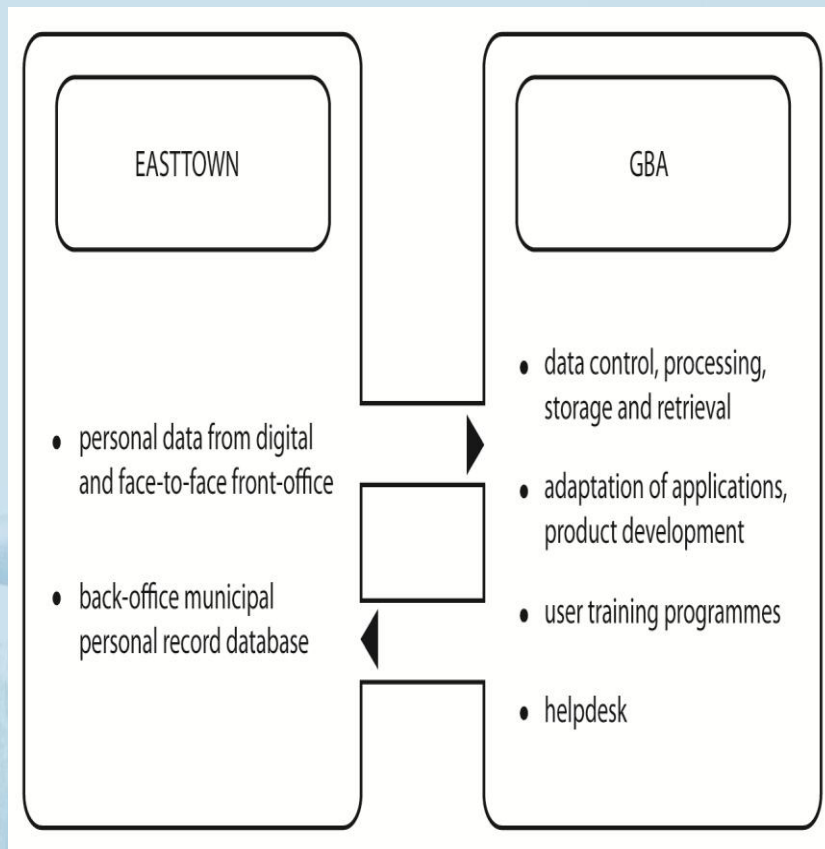 EASTTOWN
• personal data from digital
and face-to-face front-office
• back-office municipal
personal record database
GBA
• data control, processing,
storage and retrieval
• adaptation of applications,
product development
• user training programmes
• helpdesk